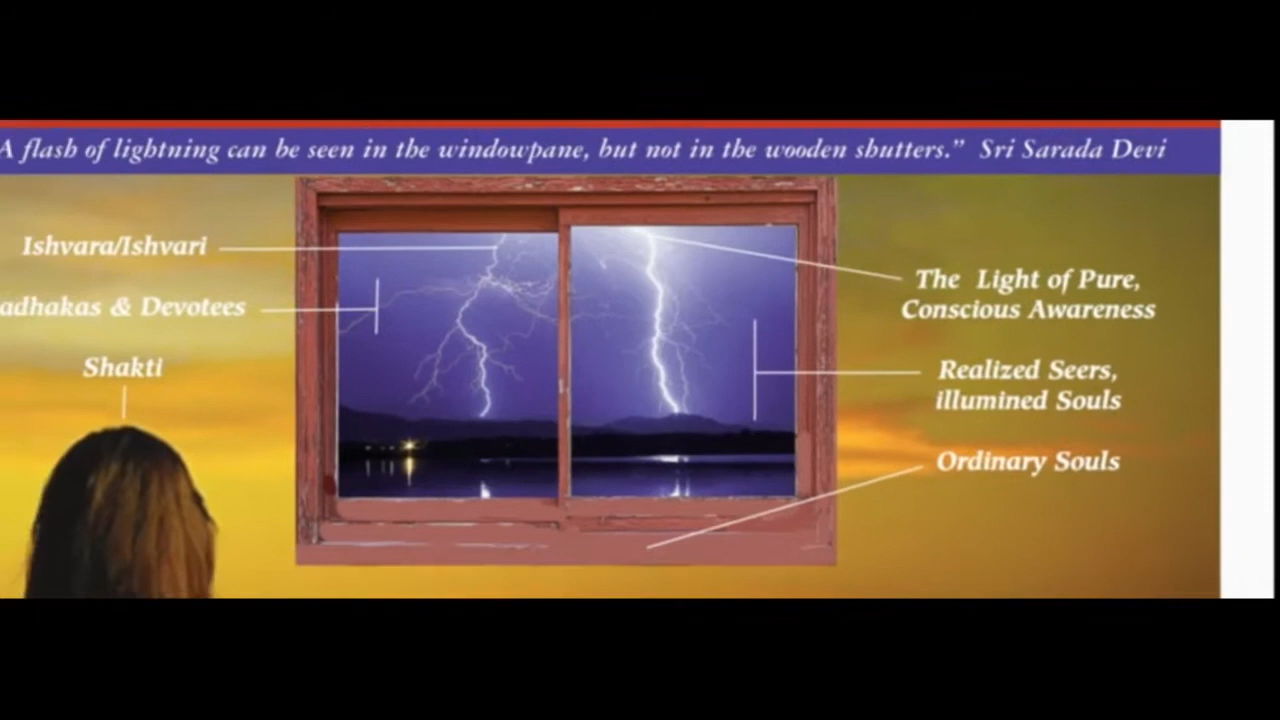 A flash of lightning can be seen in the windowpane, but not in the wooden shutters.” Sri Sarada Devi
Ishvara/Ishvari
adhakas & Devotees
Shakti
The Light of Pure,
Conscious Awareness
Realized Seers,
illumined Souls
Ordinary Souls